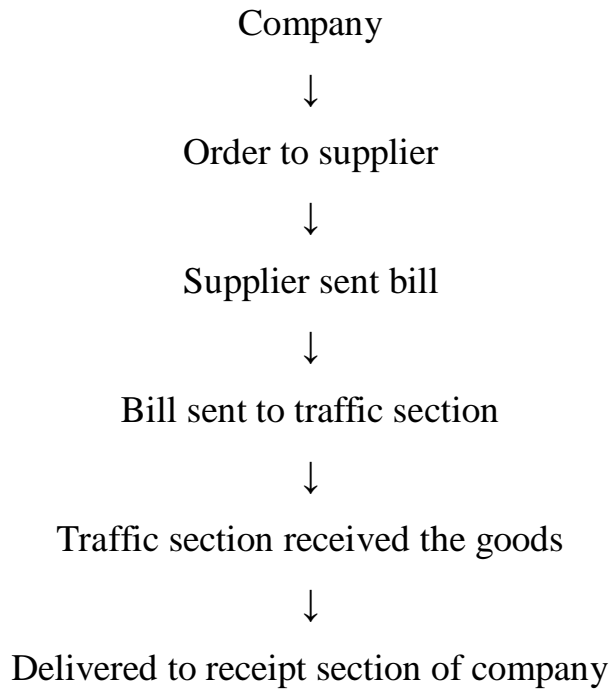 Company
↓
Order to supplier
↓
Supplier sent bill
↓
Bill sent to traffic section
↓
Traffic section received the goods
↓
Delivered to receipt section of company